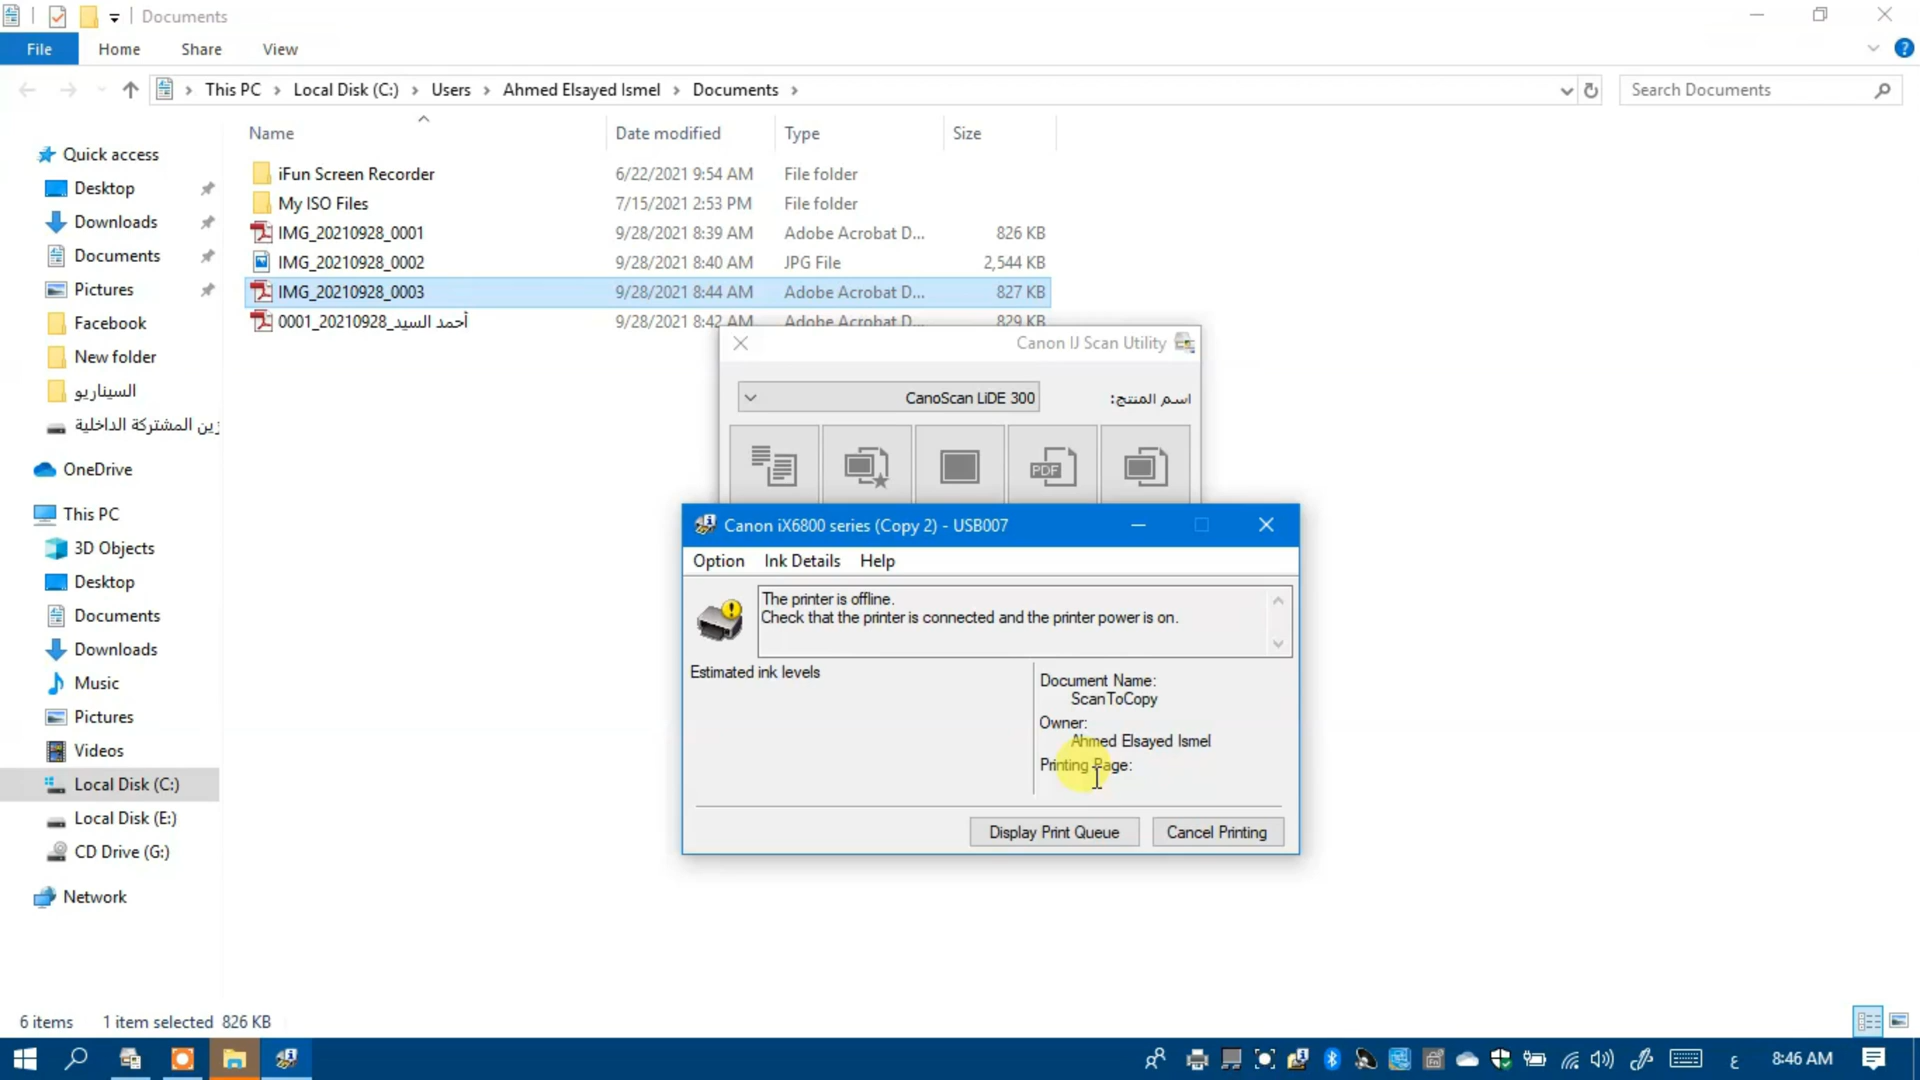 Documents
File
Home
Share
View
This PC
Local Disk (C:)
Users
Ahmed Elsayed Ismel
Documents
Search Documents
Name
Date modified
Type
Size
Quick access
Desktop
Downloads
Documents
Pictures
Facebook
New folder
السيناريو
زين المشتركة الداخلية
OneDrive
This PC
3D Objects
Desktop
Documents
Downloads
Music
Pictures
Videos
Local Disk (C:)
Local Disk (E:)
CD Drive (G:)
Network
iFun Screen Recorder 6/22/2021 9:54 AM File folder
My ISO Files 7/15/2021 2:53 PM File folder
IMG_20210928_0001 9/28/2021 8:39 AM Adobe Acrobat D... 826 KB
IMG_20210928_0002 9/28/2021 8:40 AM JPG File 2,544 KB
IMG_20210928_0003 9/28/2021 8:44 AM Adobe Acrobat D... 827 KB
أحمد السيد_20210928_0001 9/28/2021 8:42 AM Adobe Acrobat D... 829 KB
Canon IJ Scan Utility
اسم المنتج:
CanoScan LiDE 300
PDF
Canon iX6800 series (Copy 2) - USB007
Option
Ink Details
Help
The printer is offline.
Check that the printer is connected and the printer power is on.
Estimated ink levels
Document Name:
ScanToCopy
Owner:
Ahmed Elsayed Ismel
Printing Page:
Display Print Queue
Cancel Printing
6 items
1 item selected 826 KB
ع
8:46 AM